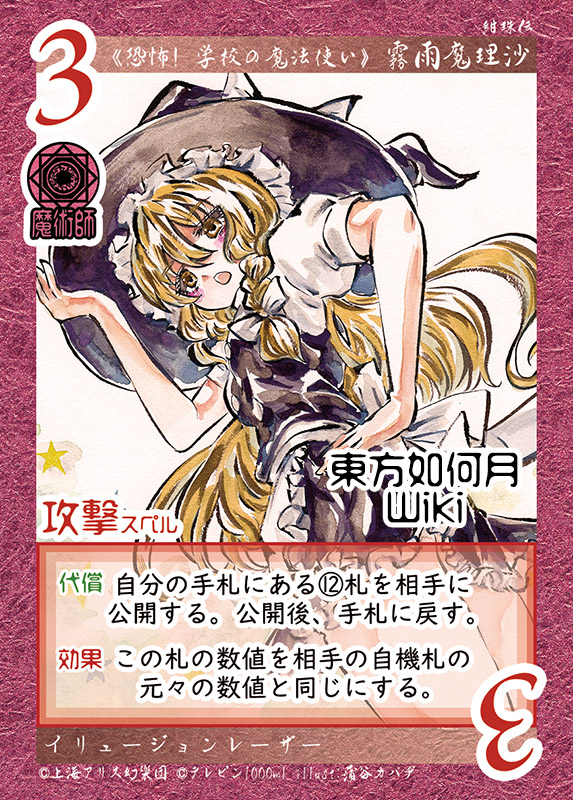 紺珠伝
3
《恐怖！ 学校の魔法使い》 霧雨魔理沙
魔術師
東方如何月
Wiki
攻撃スペル
代償 自分の手札にある⑫札を相手に
公開する。公開後、手札に戻す。
効果 この札の数値を相手の自機札の
元々の数値と同じにする。
3
イリュージョンレーザー
©上海アリス幻樂団 ©テレピン1000ml illust:蒲谷カバヂ